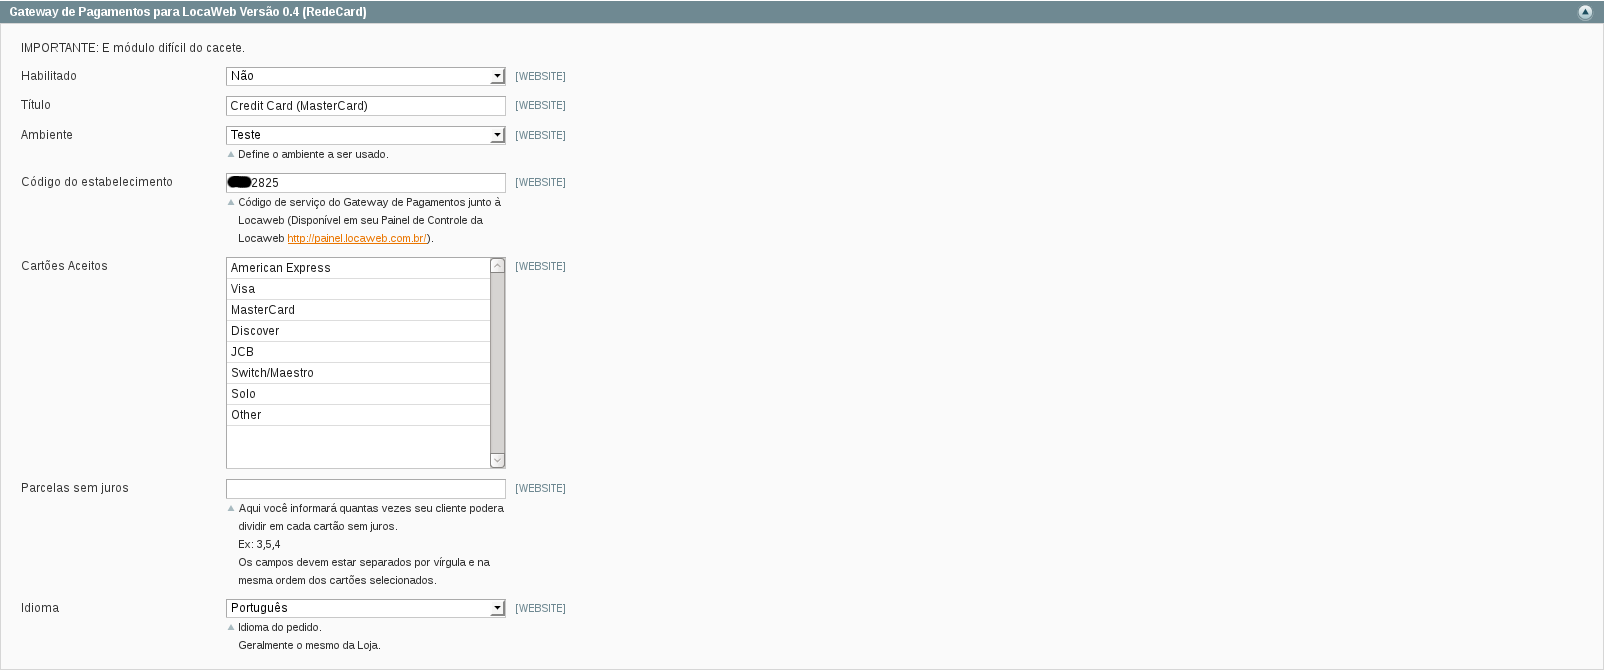 Gateway de Pagamentos para LocaWeb Versão 0.4 (RedeCard)
IMPORTANTE: E módulo difícil do cacete.
Habilitado Não [WEBSITE]
Título Credit Card (MasterCard) [WEBSITE]
Ambiente Teste [WEBSITE]
Define o ambiente a ser usado.
Código do estabelecimento 2825 [WEBSITE]
Código de serviço do Gateway de Pagamentos junto à
Locaweb (Disponível em seu Painel de Controle da
Locaweb http://painel.locaweb.com.br/).
Cartões Aceitos American Express [WEBSITE]
Visa
MasterCard
Discover
JCB
Switch/Maestro
Solo
Other
Parcelas sem juros [WEBSITE]
Aqui você informará quantas vezes seu cliente podera
dividir em cada cartão sem juros.
Ex: 3,5,4
Os campos devem estar separados por vírgula e na
mesma ordem dos cartões selecionados.
Idioma Português [WEBSITE]
Idioma do pedido.
Geralmente o mesmo da Loja.